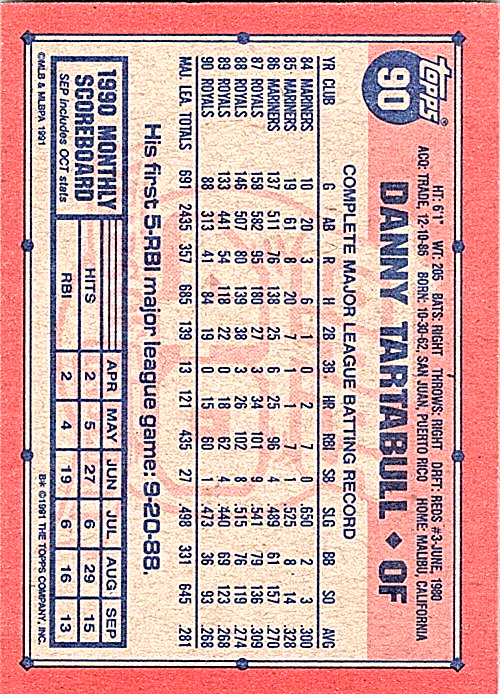 topps®
90
HT: 6'1" WT: 205 BATS: RIGHT THROWS: RIGHT DRFT: REDS #3-JUNE, 1980
ACQ: TRADE, 12-10-86 BORN: 10-30-62, SAN JUAN, PUERTO RICO HOME: MALIBU, CALIFORNIA
DANNY TARTABULL ◆ OF
COMPLETE MAJOR LEAGUE BATTING RECORD
YR CLUB G AB R H 2B 3B HR RBI SB SLG BB SO AVG
84 MARINERS 10 20 3 6 1 0 2 7 0 .650 2 3 .300
85 MARINERS 19 61 8 20 7 1 1 7 1 .525 8 14 .328
86 MARINERS 137 511 76 138 25 6 25 96 4 .489 61 157 .270
87 ROYALS 158 582 95 180 27 3 34 101 9 .541 79 136 .309
88 ROYALS 146 507 80 139 38 3 26 102 8 .515 76 119 .274
89 ROYALS 133 441 54 118 22 0 18 62 4 .440 69 123 .268
90 ROYALS 88 313 41 84 19 0 15 60 1 .473 36 93 .268
MAJ. LEA. TOTALS 691 2435 357 685 139 13 121 435 27 .498 331 645 .281
His first 5-RBI major league game: 9-20-88.
1990 MONTHLY
SCOREBOARD
SEP includes OCT stats
APR MAY JUN JUL AUG SEP
HITS 2 5 27 6 29 15
RBI 2 4 19 6 16 13
©MLB & MLBPA 1991
©1991 THE TOPPS COMPANY, INC.
B*